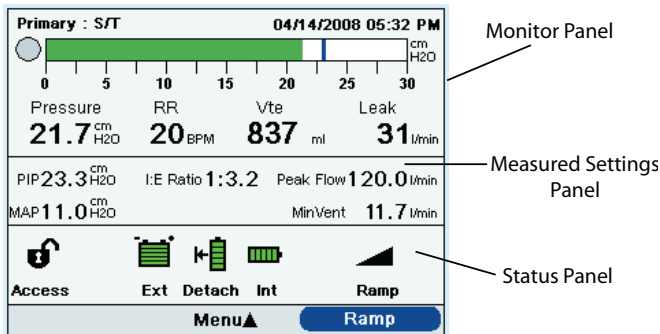 Primary : S/T 04/14/2008 05:32 PM
cm
H2O
0 5 10 15 20 25 30
Pressure RR Vte Leak
21.7 cm H2O 20 BPM 837 ml 31 l/min
PIP 23.3 cm H2O I:E Ratio 1:3.2 Peak Flow 120.0 l/min
MAP 11.0 cm H2O MinVent 11.7 l/min
Access Ext Detach Int Ramp
Menu▲ Ramp
Monitor Panel
Measured Settings
Panel
Status Panel